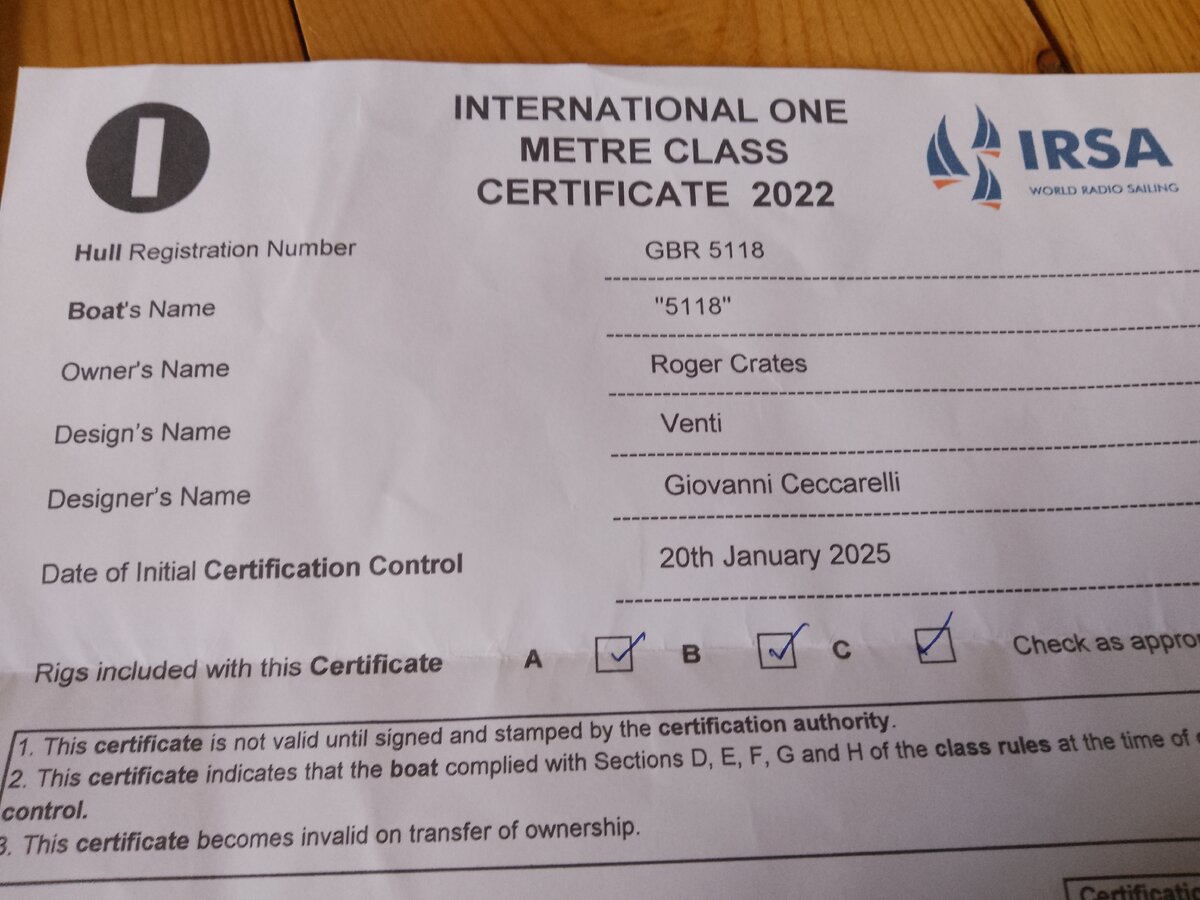 I
INTERNATIONAL ONE
METRE CLASS
CERTIFICATE 2022
IRSA
WORLD RADIO SAILING
Hull Registration Number GBR 5118
Boat's Name "5118"
Owner's Name Roger Crates
Design's Name Venti
Designer's Name Giovanni Ceccarelli
Date of Initial Certification Control 20th January 2025
Rigs included with this Certificate A B C Check as
1. This certificate is not valid until signed and stamped by the certification authority.
2. This certificate indicates that the boat complied with Sections D, E, F, G and H of the class rules at the time of
control.
3. This certificate becomes invalid on transfer of ownership.